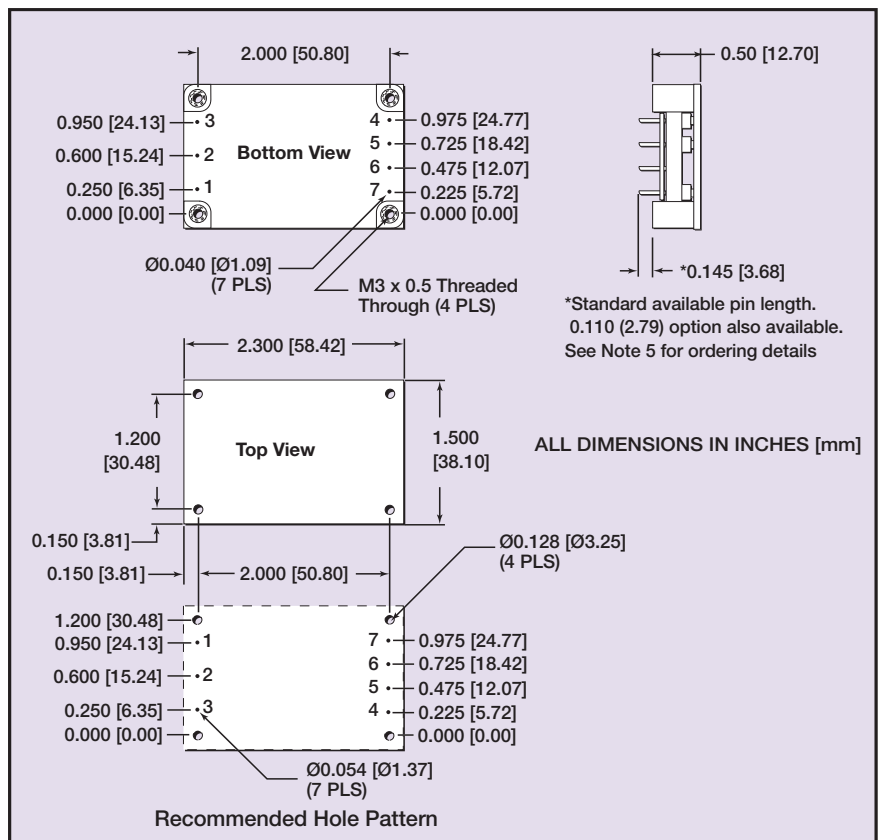 2.000 [50.80]
0.50 [12.70]
0.950 [24.13]
3
4
0.975 [24.77]
0.600 [15.24]
2
Bottom View
5
0.725 [18.42]
6
0.475 [12.07]
0.250 [6.35]
1
7
0.225 [5.72]
0.000 [0.00]
0.000 [0.00]
Ø0.040 [Ø1.09]
(7 PLS)
M3 x 0.5 Threaded
Through (4 PLS)
*0.145 [3.68]
*Standard available pin length.
0.110 (2.79) option also available.
See Note 5 for ordering details
2.300 [58.42]
1.200
[30.48]
Top View
1.500
[38.10]
ALL DIMENSIONS IN INCHES [mm]
0.150 [3.81]
0.150 [3.81]
2.000 [50.80]
Ø0.128 [Ø3.25]
(4 PLS)
1.200 [30.48]
0.950 [24.13]
1
7
0.975 [24.77]
0.600 [15.24]
2
6
0.725 [18.42]
5
0.475 [12.07]
0.250 [6.35]
3
4
0.225 [5.72]
0.000 [0.00]
0.000 [0.00]
Ø0.054 [Ø1.37]
(7 PLS)
Recommended Hole Pattern